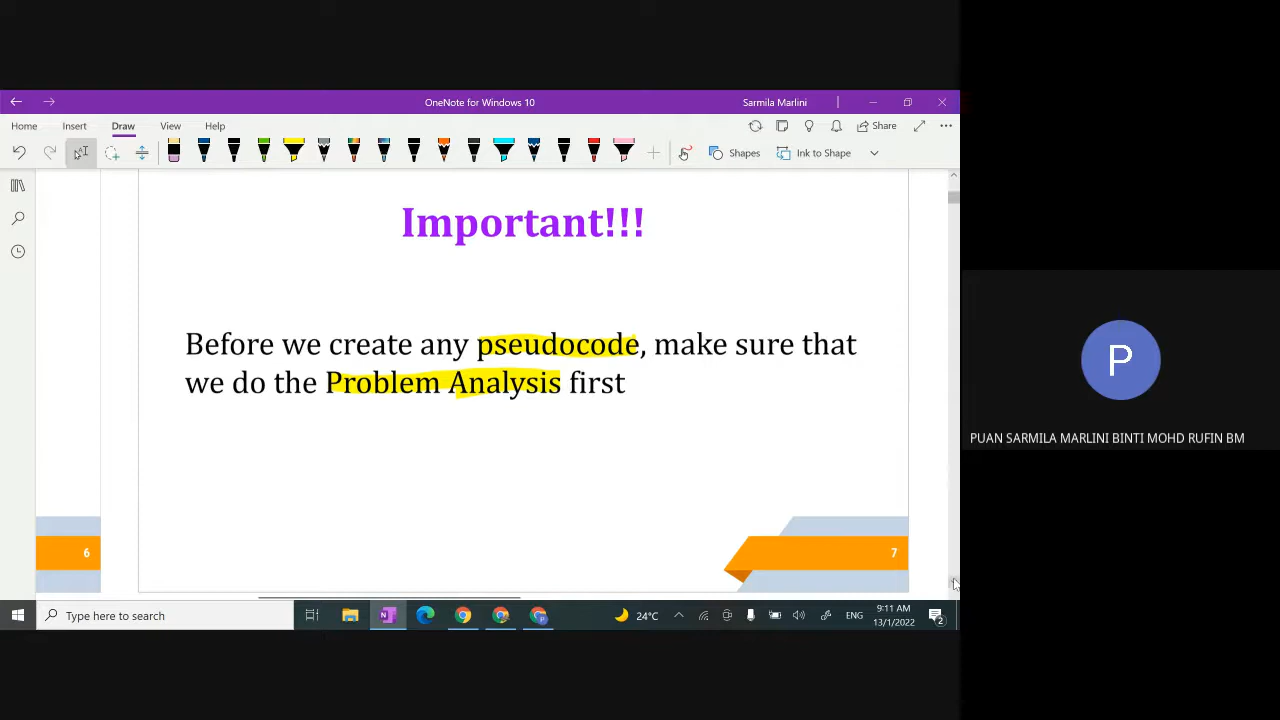 OneNote for Windows 10
Sarmila Marlini
Home Insert Draw View Help
Share
Shapes
Ink to Shape
Important!!!
Before we create any pseudocode, make sure that
we do the Problem Analysis first
6
7
P
PUAN SARMILA MARLINI BINTI MOHD RUFIN BM
Type here to search
24°C
ENG
9:11 AM
13/1/2022
2